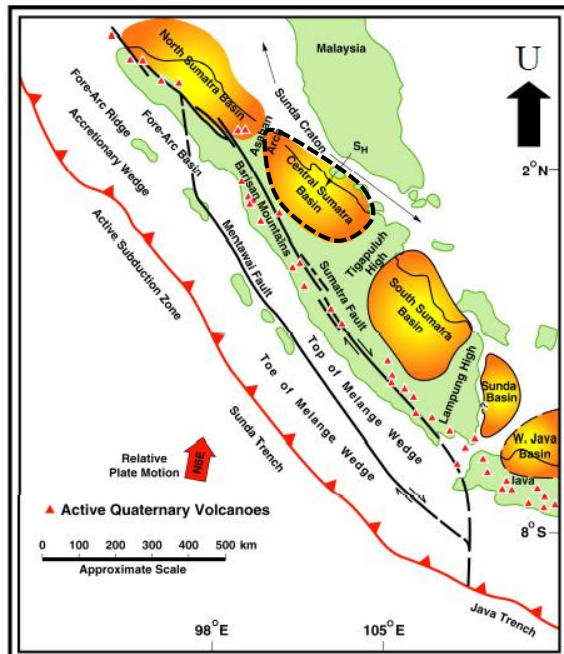 Malaysia
U
North Sumatra Basin
Sunda Craton
Fore-Arc Ridge
Accretionary Wedge
Fore-Arc Basin
Asahan
Arch
S_H
2°N
Central Sumatra
Basin
Barisan Mountains
Active Subduction Zone
Mentawai Fault
Tigapuluh
High
Sumatra Fault
South Sumatra
Basin
Top of Melange Wedge
Toe of Melange Wedge
Lampung High
Sunda
Basin
?
Sunda Trench
W. Java
Basin
Relative
Plate Motion
N5E
Java
Active Quaternary Volcanoes
8°S
0 100 200 300 400 500 km
Approximate Scale
Java Trench
98°E
105°E